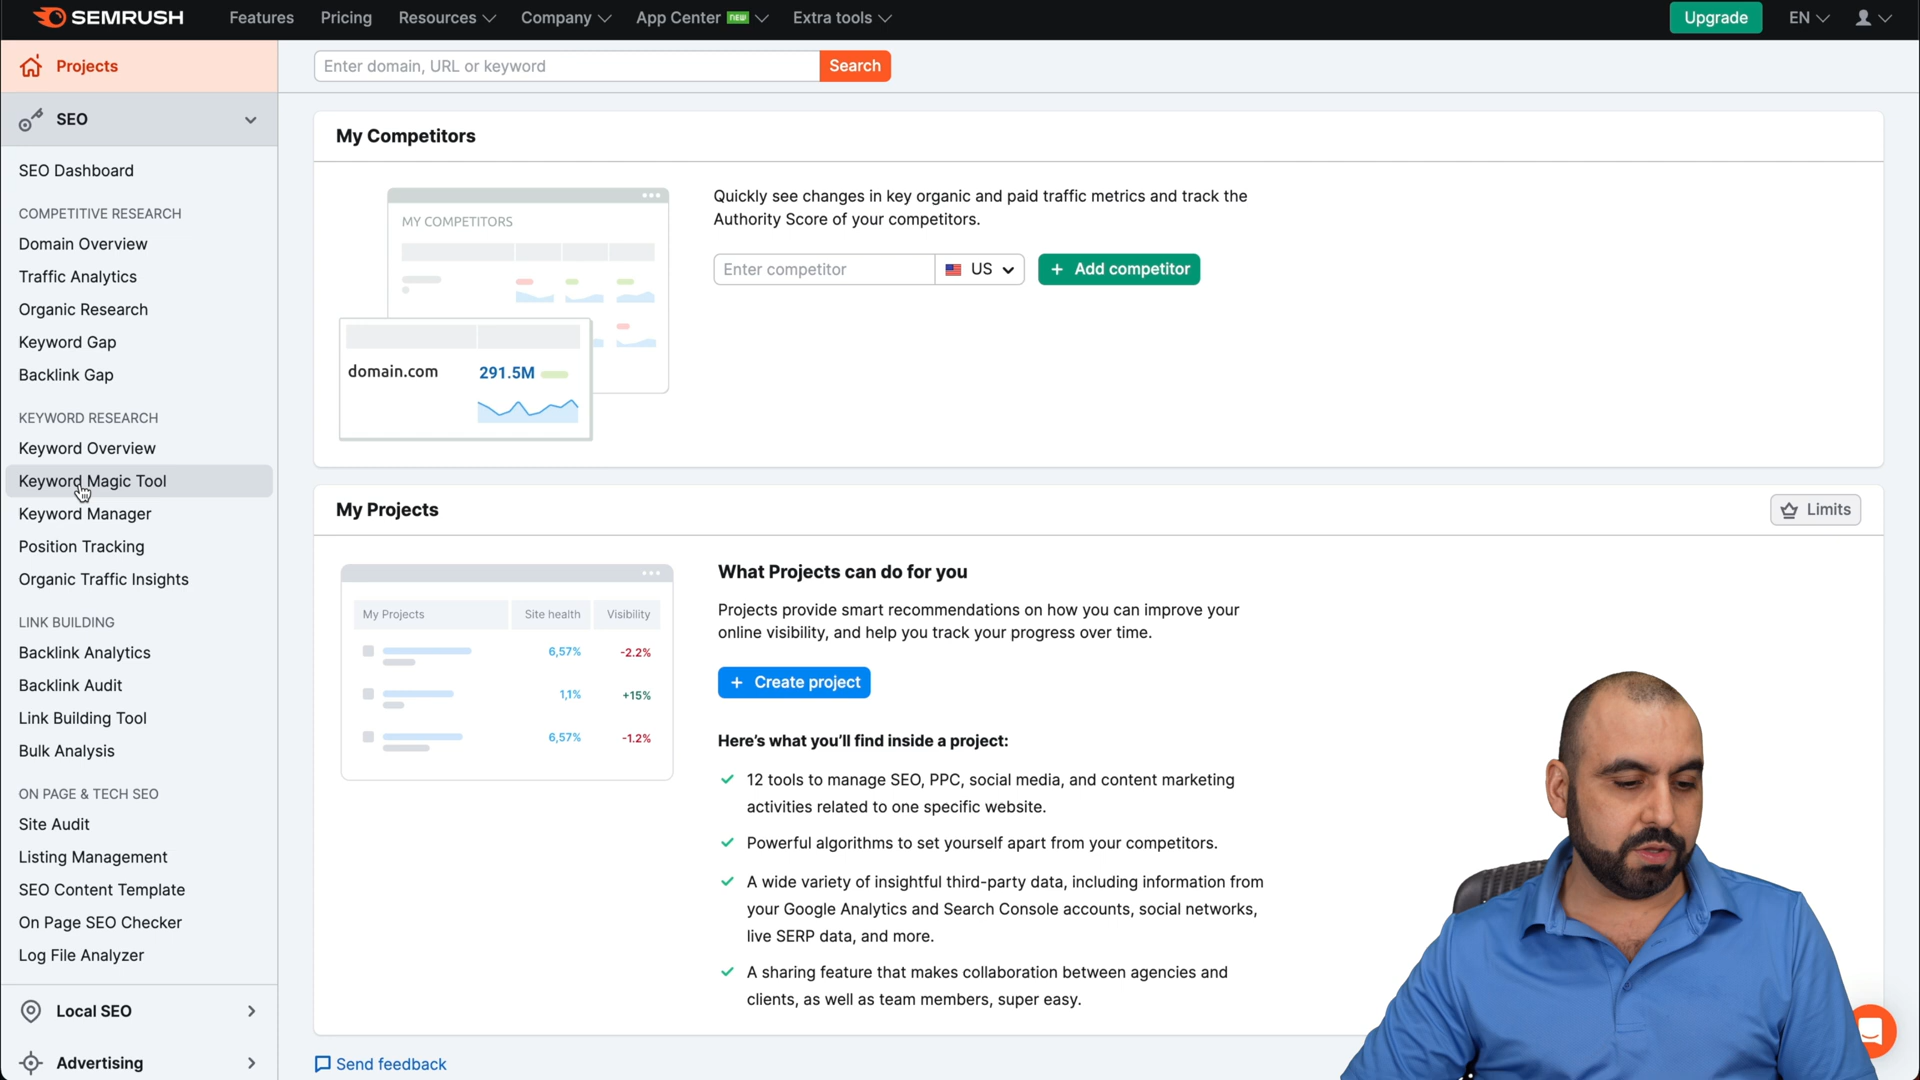 SEMRUSH
Features
Pricing
Resources
Company
App Center NEW
Extra tools
Upgrade
EN
Projects
Enter domain, URL or keyword
Search
SEO
SEO Dashboard
COMPETITIVE RESEARCH
Domain Overview
Traffic Analytics
Organic Research
Keyword Gap
Backlink Gap
KEYWORD RESEARCH
Keyword Overview
Keyword Magic Tool
Keyword Manager
Position Tracking
Organic Traffic Insights
LINK BUILDING
Backlink Analytics
Backlink Audit
Link Building Tool
Bulk Analysis
ON PAGE & TECH SEO
Site Audit
Listing Management
SEO Content Template
On Page SEO Checker
Log File Analyzer
Local SEO
Advertising
My Competitors
MY COMPETITORS
domain.com 291.5M
Quickly see changes in key organic and paid traffic metrics and track the
Authority Score of your competitors.
Enter competitor
US
+ Add competitor
My Projects
Limits
My Projects Site health Visibility
6,57% -2.2%
1,1% +15%
6,57% -1.2%
What Projects can do for you
Projects provide smart recommendations on how you can improve your
online visibility, and help you track your progress over time.
+ Create project
Here's what you'll find inside a project:
12 tools to manage SEO, PPC, social media, and content marketing
activities related to one specific website.
Powerful algorithms to set yourself apart from your competitors.
A wide variety of insightful third-party data, including information from
your Google Analytics and Search Console accounts, social networks,
live SERP data, and more.
A sharing feature that makes collaboration between agencies and
clients, as well as team members, super easy.
Send feedback